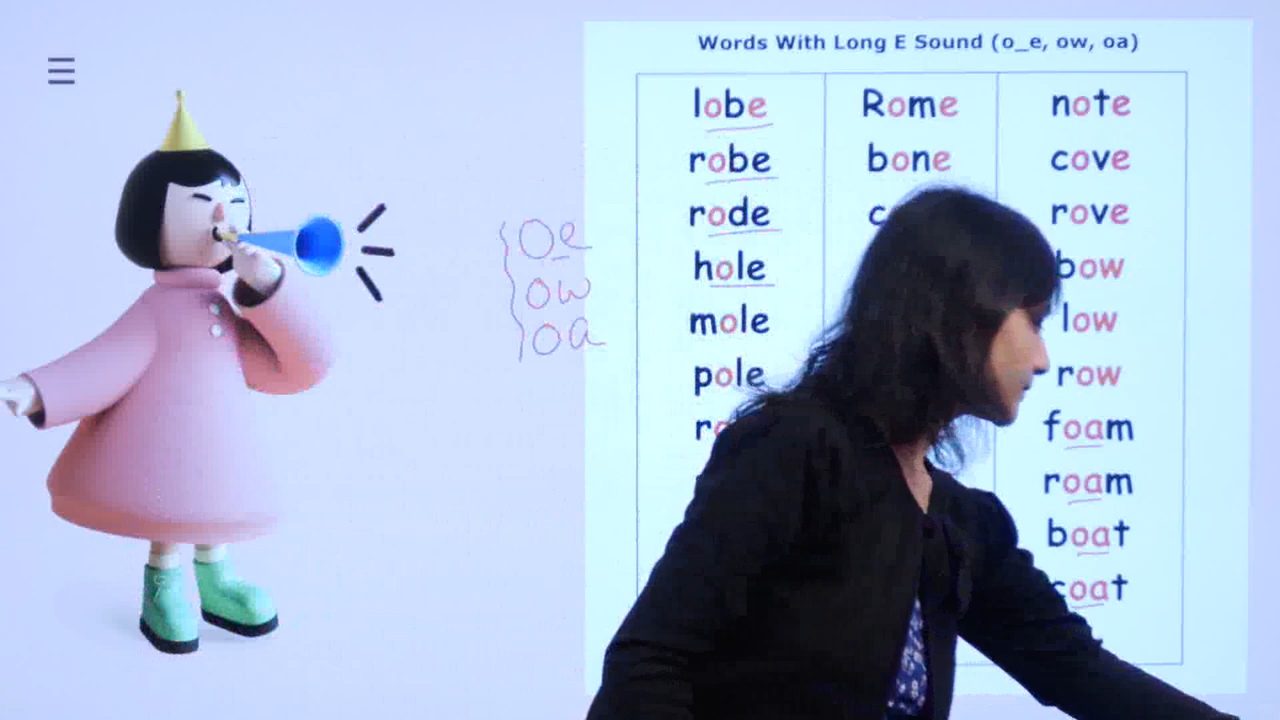 Words With Long E Sound (o_e, ow, oa)
lobe Rome note
robe bone cove
rode rove
hole bow
mole low
pole row
foam
roam
boat
coat
o_e
ow
oa